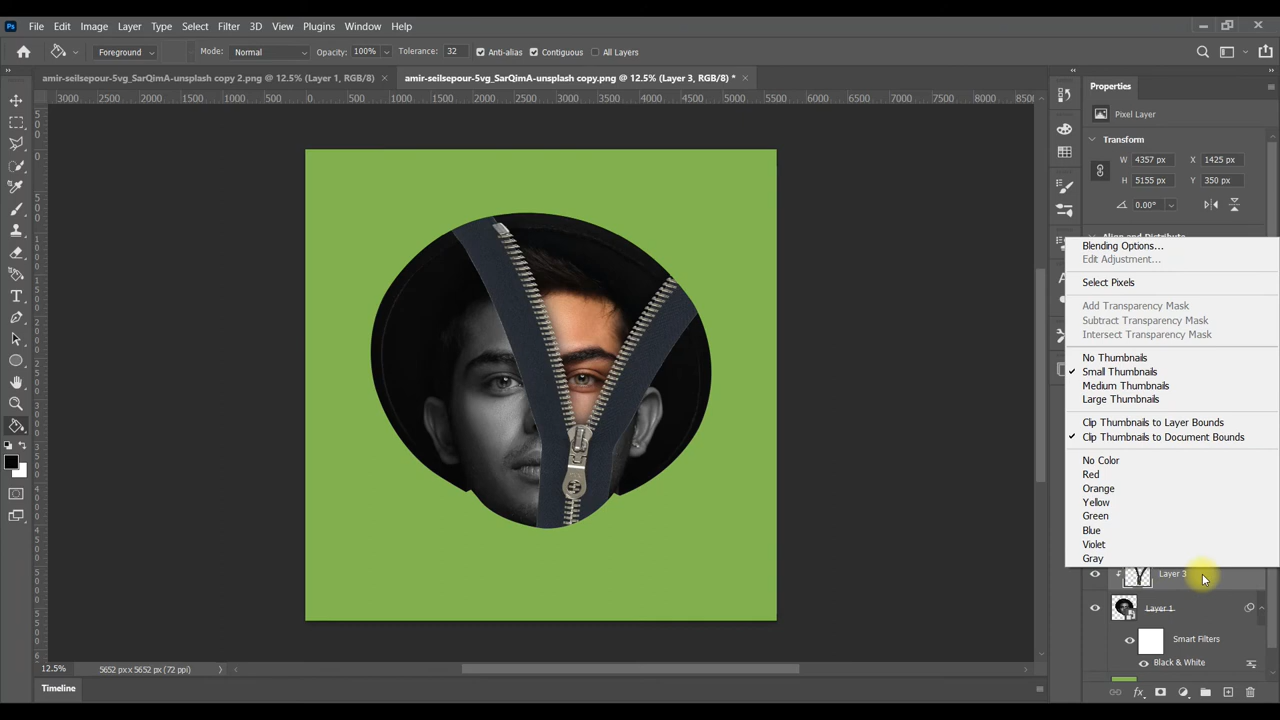 Ps File Edit Image Layer Type Select Filter 3D View Plugins Window Help
Foreground Mode: Normal Opacity: 100% Tolerance: 32 Anti-alias Contiguous All Layers
amir-seilsepour-5vg_SarQimA-unsplash copy 2.png @ 12.5% (Layer 1, RGB/8) × amir-seilsepour-5vg_SarQimA-unsplash copy.png @ 12.5% (Layer 3, RGB/8) * ×
3000 2500 2000 1500 1000 500 0 500 1000 1500 2000 2500 3000 3500 4000 4500 5000 5500 6000 6500 7000 7500 8000 850
Properties
Pixel Layer
Transform
W 4357 px X 1425 px
H 5155 px Y 350 px
0.00°
Align and Distribute
Blending Options...
Edit Adjustment...
Select Pixels
Add Transparency Mask
Subtract Transparency Mask
Intersect Transparency Mask
No Thumbnails
Small Thumbnails
Medium Thumbnails
Large Thumbnails
Clip Thumbnails to Layer Bounds
Clip Thumbnails to Document Bounds
No Color
Red
Orange
Yellow
Green
Blue
Violet
Gray
Layer 3
Layer 1
Smart Filters
Black & White
12.5% 5652 px x 5652 px (72 ppi)
Timeline